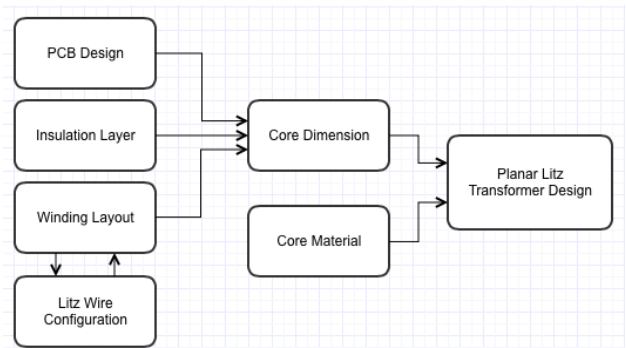 PCB Design
Insulation Layer
Core Dimension
Planar Litz
Transformer Design
Winding Layout
Core Material
Litz Wire
Configuration